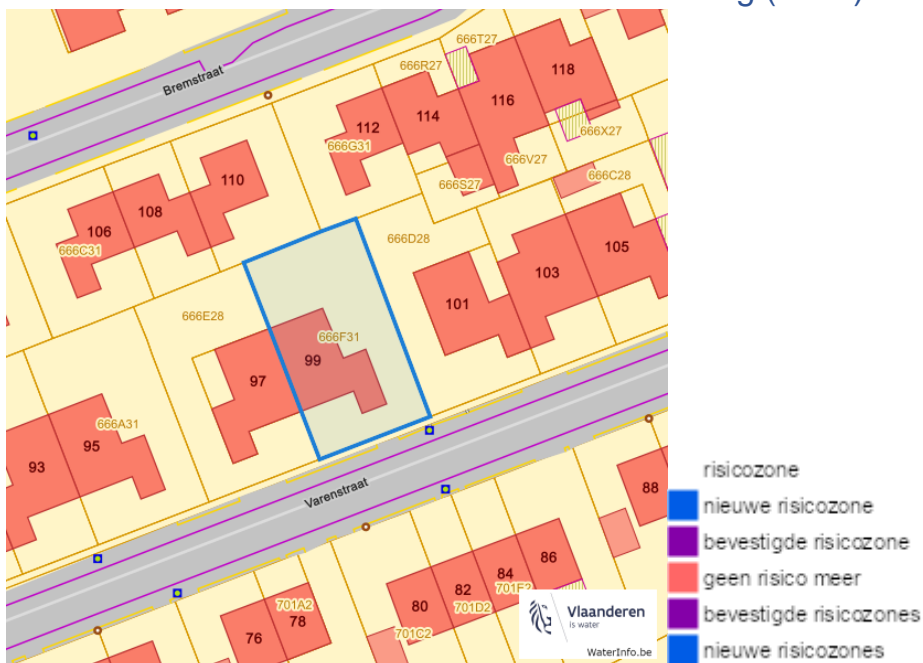 Bremstraat
666T27
666R27
118
116
114
112
666X27
666G31
666V27
110
666S27
666C28
108
106
666D28
105
666C31
103
101
666E28
666F31
99
97
666A31
95
93
Varenstraat
88
86
84
82
80
701E2
701D2
701A2
78
76
701C2
Vlaanderen
is water
WaterInfo.be
risicozone
nieuwe risicozone
bevestigde risicozone
geen risico meer
bevestigde risicozones
nieuwe risicozones